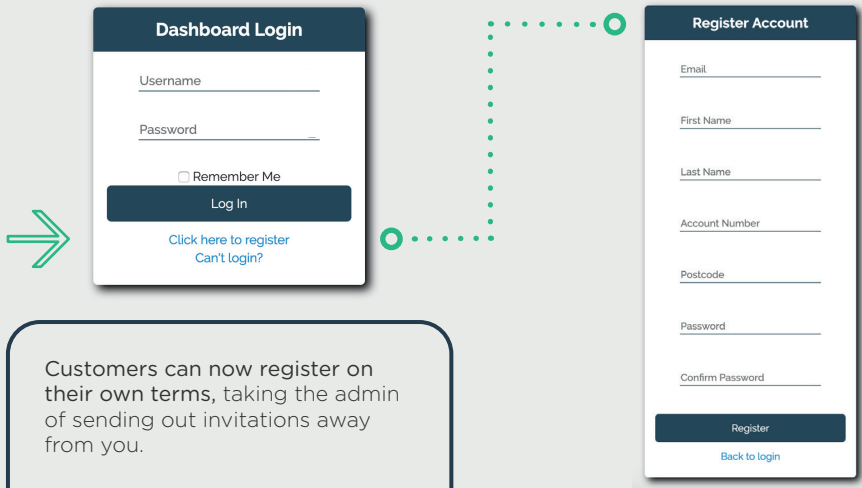 Dashboard Login
Username
Password
Remember Me
Log In
Click here to register
Can't login?
Customers can now register on
their own terms, taking the admin
of sending out invitations away
from you.
Register Account
Email
First Name
Last Name
Account Number
Postcode
Password
Confirm Password
Register
Back to login